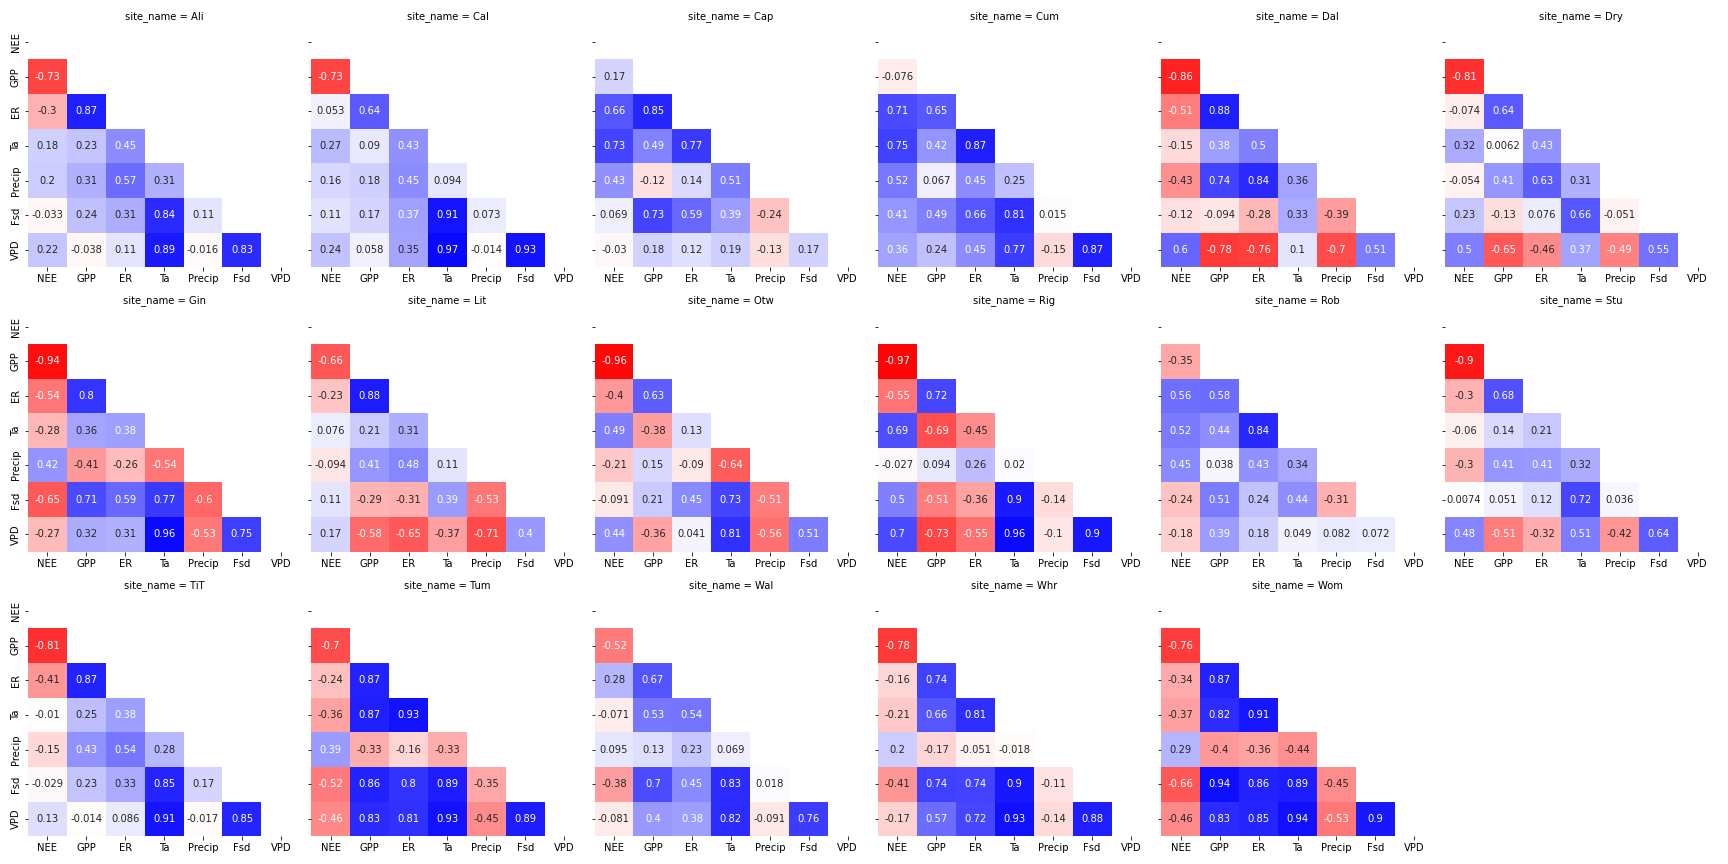 site_name = Ali site_name = Cal site_name = Cap site_name = Cum site_name = Dal site_name = Dry
NEE
GPP -0.73 -0.73 0.17 -0.076 -0.86 -0.81
ER -0.3 0.87 0.053 0.64 0.66 0.85 0.71 0.65 -0.51 0.88 -0.074 0.64
Ta 0.18 0.23 0.45 0.27 0.09 0.43 0.73 0.49 0.77 0.75 0.42 0.87 -0.15 0.38 0.5 0.32 0.0062 0.43
Precip 0.2 0.31 0.57 0.31 0.16 0.18 0.45 0.094 0.43 -0.12 0.14 0.51 0.52 0.067 0.45 0.25 -0.43 0.74 0.84 0.36 -0.054 0.41 0.63 0.31
Fsd -0.033 0.24 0.31 0.84 0.11 0.11 0.17 0.37 0.91 0.073 0.069 0.73 0.59 0.39 -0.24 0.41 0.49 0.66 0.81 0.015 -0.12 -0.094 -0.28 0.33 -0.39 0.23 -0.13 0.076 0.66 -0.051
VPD 0.22 -0.038 0.11 0.89 -0.016 0.83 0.24 0.058 0.35 0.97 -0.014 0.93 -0.03 0.18 0.12 0.19 -0.13 0.17 0.36 0.24 0.45 0.77 -0.15 0.87 0.6 -0.78 -0.76 0.1 -0.7 0.51 0.5 -0.65 -0.46 0.37 -0.49 0.55
NEE GPP ER Ta Precip Fsd VPD NEE GPP ER Ta Precip Fsd VPD NEE GPP ER Ta Precip Fsd VPD NEE GPP ER Ta Precip Fsd VPD NEE GPP ER Ta Precip Fsd VPD NEE GPP ER Ta Precip Fsd VPD
site_name = Gin site_name = Lit site_name = Otw site_name = Rig site_name = Rob site_name = Stu
NEE
GPP -0.94 -0.66 -0.96 -0.97 -0.35 -0.9
ER -0.54 0.8 -0.23 0.88 -0.4 0.63 -0.55 0.72 0.56 0.58 -0.3 0.68
Ta -0.28 0.36 0.38 0.076 0.21 0.31 0.49 -0.38 0.13 0.69 -0.69 -0.45 0.52 0.44 0.84 -0.06 0.14 0.21
Precip 0.42 -0.41 -0.26 -0.54 -0.094 0.41 0.48 0.11 -0.21 0.15 -0.09 -0.64 -0.027 0.094 0.26 0.02 0.45 0.038 0.43 0.34 -0.3 0.41 0.41 0.32
Fsd -0.65 0.71 0.59 0.77 -0.6 0.11 -0.29 -0.31 0.39 -0.53 -0.091 0.21 0.45 0.73 -0.51 0.5 -0.51 -0.36 0.9 -0.14 -0.24 0.51 0.24 0.44 -0.31 -0.0074 0.051 0.12 0.72 0.036
VPD -0.27 0.32 0.31 0.96 -0.53 0.75 0.17 -0.58 -0.65 -0.37 -0.71 0.4 0.44 -0.36 0.041 0.81 -0.56 0.51 0.7 -0.73 -0.55 0.96 -0.1 0.9 -0.18 0.39 0.18 0.049 0.082 0.072 0.48 -0.51 -0.32 0.51 -0.42 0.64
NEE GPP ER Ta Precip Fsd VPD NEE GPP ER Ta Precip Fsd VPD NEE GPP ER Ta Precip Fsd VPD NEE GPP ER Ta Precip Fsd VPD NEE GPP ER Ta Precip Fsd VPD NEE GPP ER Ta Precip Fsd VPD
site_name = TiT site_name = Tum site_name = Wal site_name = Whr site_name = Wom
NEE
GPP -0.81 -0.7 -0.52 -0.78 -0.76
ER -0.41 0.87 -0.24 0.87 0.28 0.67 -0.16 0.74 -0.34 0.87
Ta -0.01 0.25 0.38 -0.36 0.87 0.93 -0.071 0.53 0.54 -0.21 0.66 0.81 -0.37 0.82 0.91
Precip -0.15 0.43 0.54 0.28 0.39 -0.33 -0.16 -0.33 0.095 0.13 0.23 0.069 0.2 -0.17 -0.051 -0.018 0.29 -0.4 -0.36 -0.44
Fsd -0.029 0.23 0.33 0.85 0.17 -0.52 0.86 0.8 0.89 -0.35 -0.38 0.7 0.45 0.83 0.018 -0.41 0.74 0.74 0.9 -0.11 -0.66 0.94 0.86 0.89 -0.45
VPD 0.13 -0.014 0.086 0.91 -0.017 0.85 -0.46 0.83 0.81 0.93 -0.45 0.89 -0.081 0.4 0.38 0.82 -0.091 0.76 -0.17 0.57 0.72 0.93 -0.14 0.88 -0.46 0.83 0.85 0.94 -0.53 0.9
NEE GPP ER Ta Precip Fsd VPD NEE GPP ER Ta Precip Fsd VPD NEE GPP ER Ta Precip Fsd VPD NEE GPP ER Ta Precip Fsd VPD NEE GPP ER Ta Precip Fsd VPD